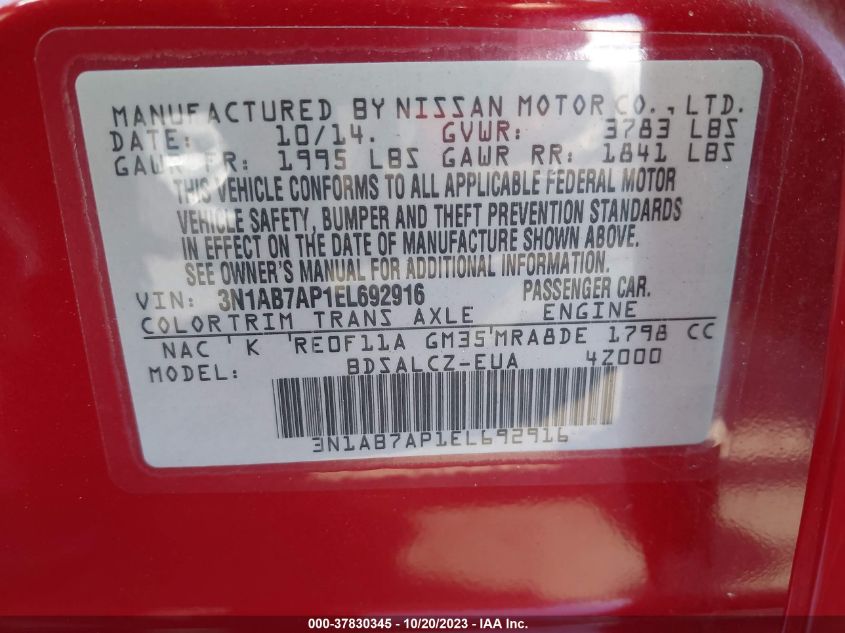 MANUFACTURED BY NISSAN MOTOR CO., LTD.
DATE: 10/14. GVWR: 3783 LBS
GAWR FR: 1995 LBS GAWR RR: 1841 LBS
THIS VEHICLE CONFORMS TO ALL APPLICABLE FEDERAL MOTOR
VEHICLE SAFETY, BUMPER AND THEFT PREVENTION STANDARDS
IN EFFECT ON THE DATE OF MANUFACTURE SHOWN ABOVE.
SEE OWNER'S MANUAL FOR ADDITIONAL INFORMATION.
VIN: 3N1AB7AP1EL692916 PASSENGER CAR.
COLOR TRIM TRANS AXLE ENGINE
NAC 'K 'RE0F11A GM35'MRA8DE 1798 CC
MODEL: BDSALCZ-EUA 4Z000
3N1AB7AP1EL692916
000-37830345 - 10/20/2023 - IAA Inc.